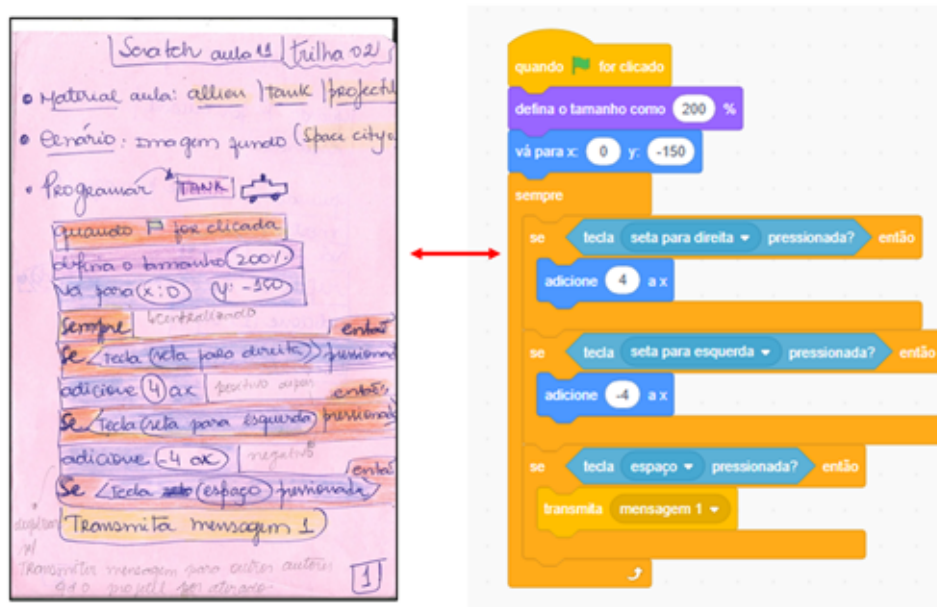 Scratch aula 11 | trilha 02
• Material aula: allien | Tank | projectil
• Cenário: Imagem fundo (Space city
• Programar TANK
quando for clicada
defina o tamanho 200%
vá para x: 0 y: -150
centralizado
Sempre
então
Se tecla (seta para direita) pressionad
adicione 4 a x
positivo
então
Se tecla (seta para esquerda) pressionad
adicione -4 a x
negativo
então
Se tecla (espaço) pressionada
Transmita mensagem 1
Transmitir mensagem para outros autores
1
quando for clicado
defina o tamanho como 200 %
vá para x: 0 y: -150
sempre
se tecla seta para direita pressionada? então
adicione 4 a x
se tecla seta para esquerda pressionada? então
adicione -4 a x
se tecla espaço pressionada? então
transmita mensagem 1